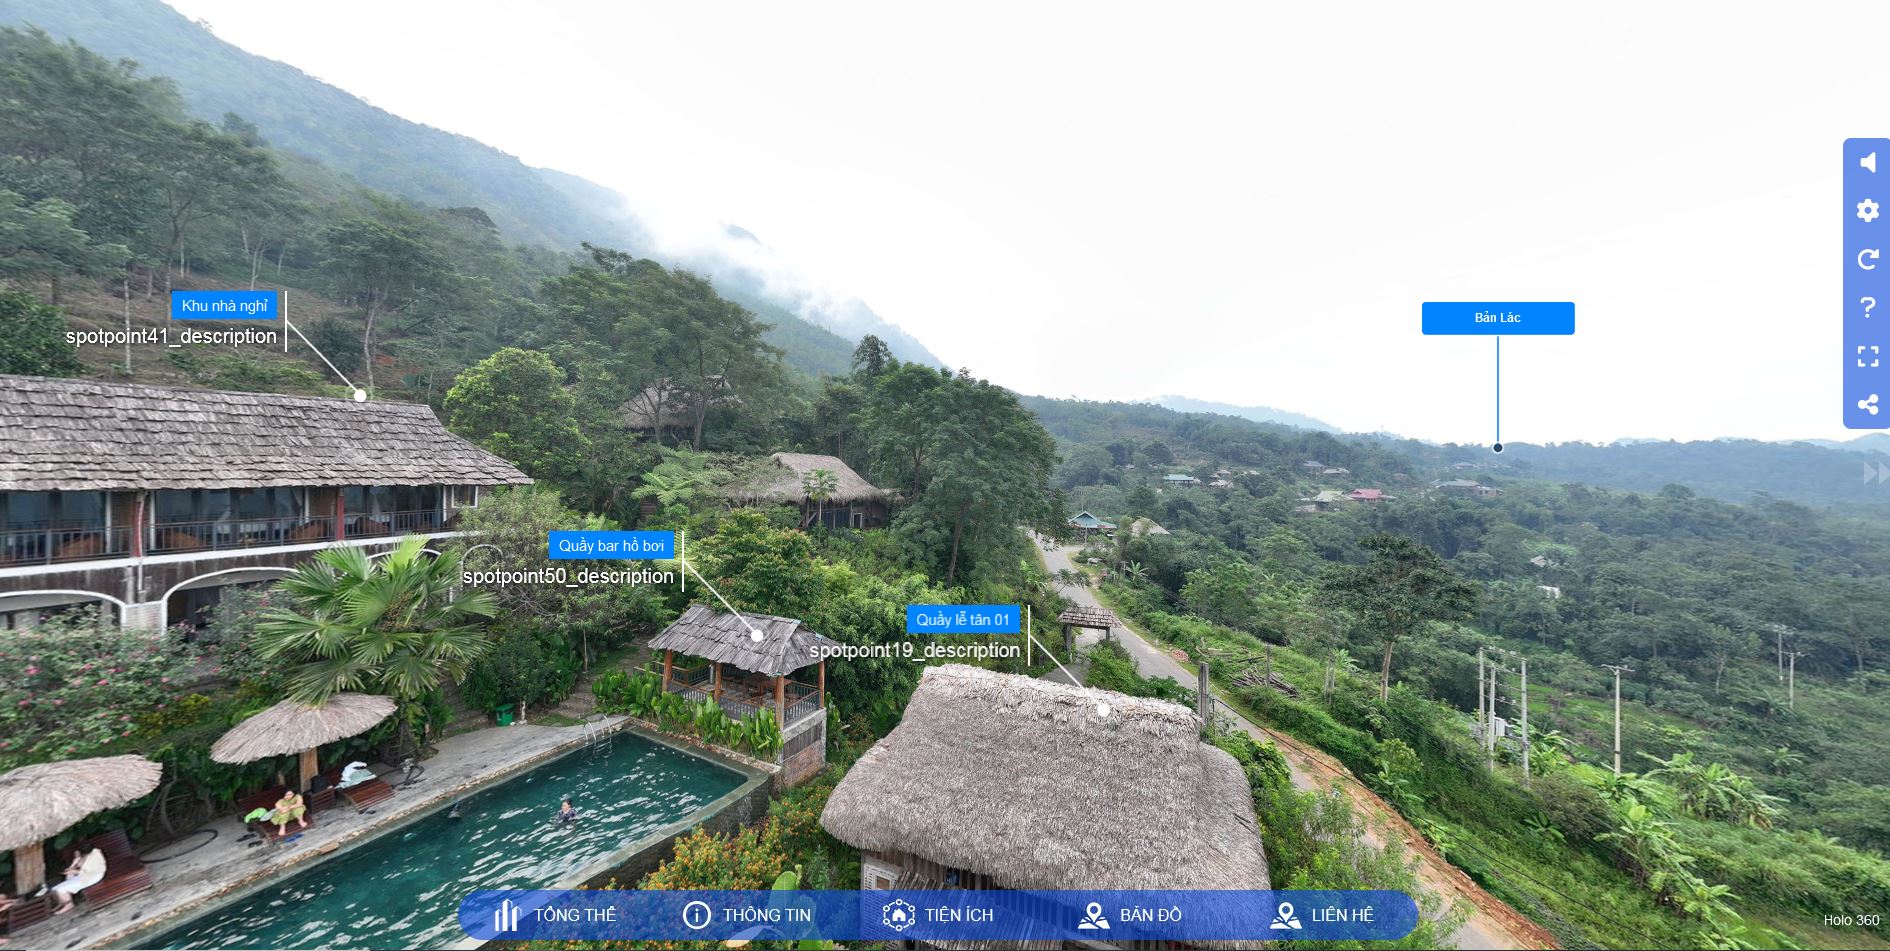 Khu nhà nghỉ
spotpoint41_description
Bản Lác
Quầy bar hồ bơi
spotpoint50_description
Quầy lễ tân 01
spotpoint19_description
TỔNG THỂ
THÔNG TIN
TIỆN ÍCH
BẢN ĐỒ
LIÊN HỆ
Holo 360